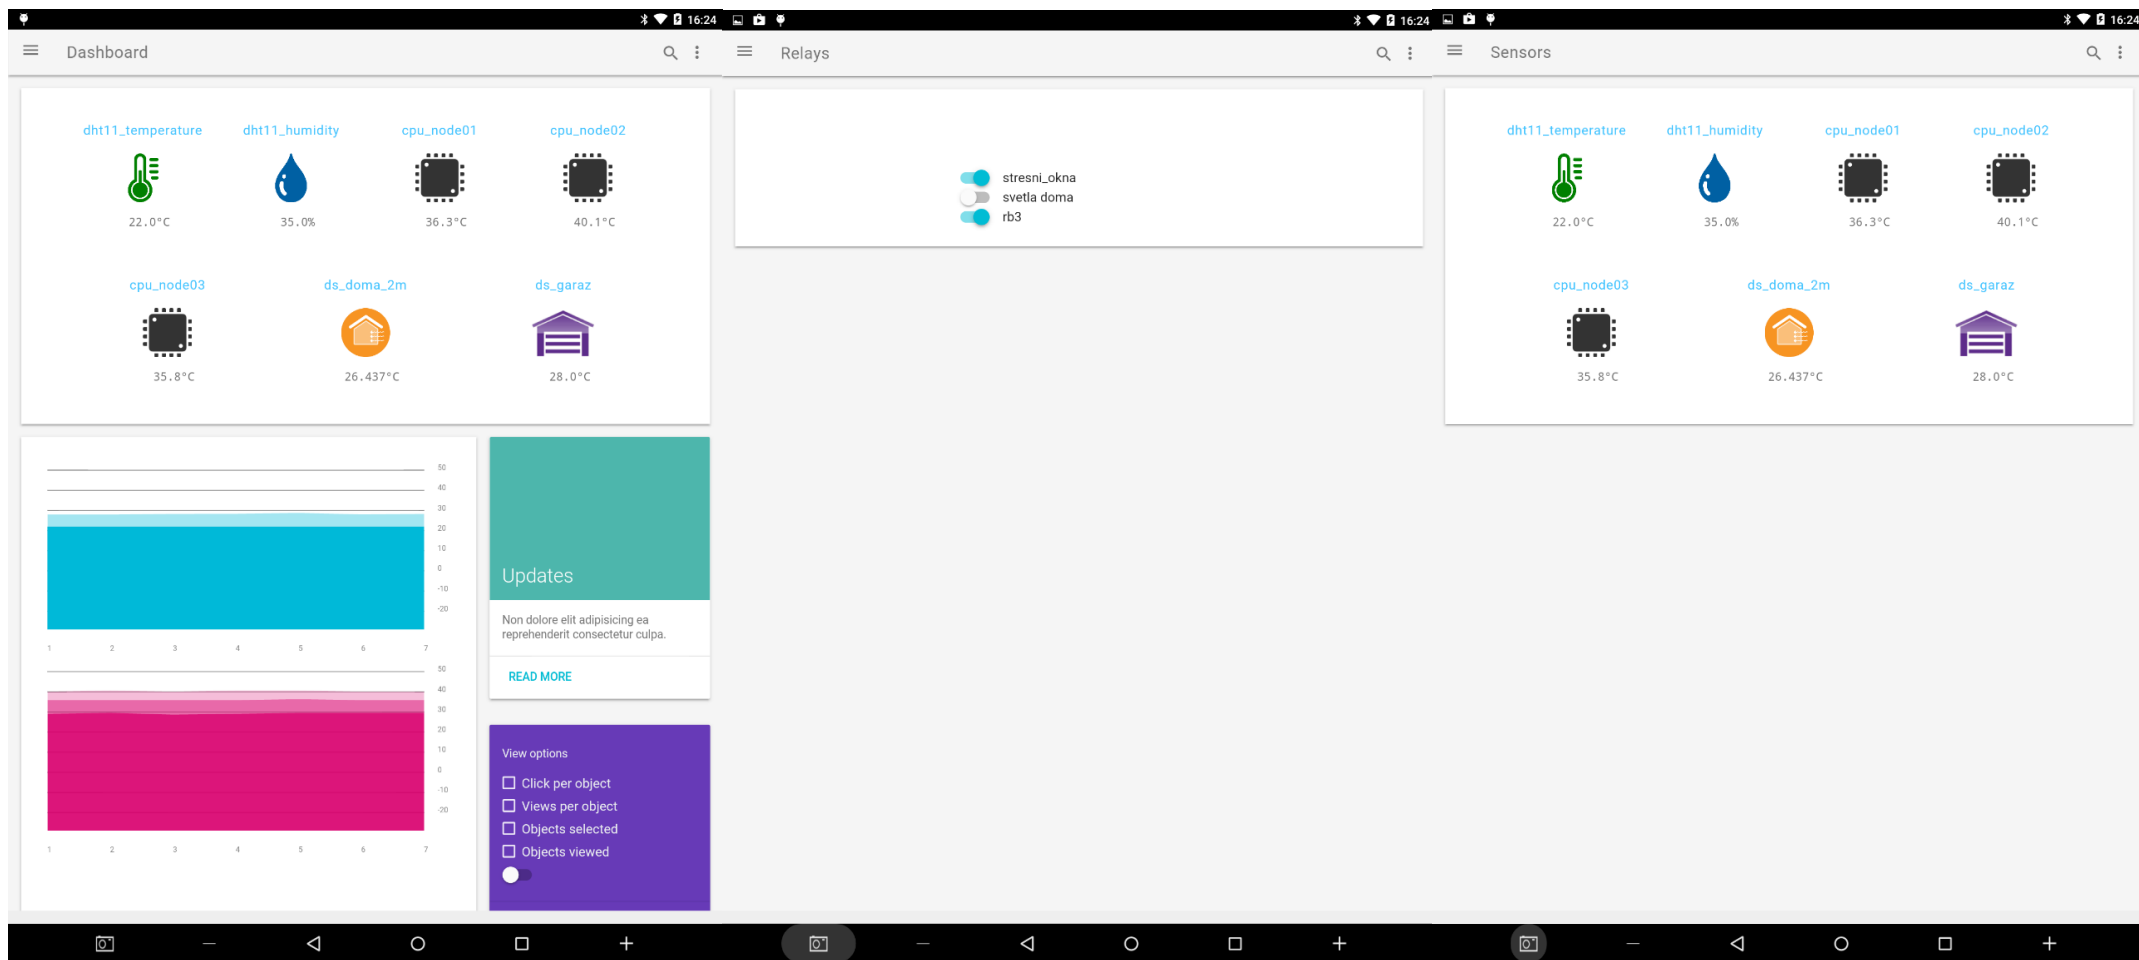 16:24
Dashboard
dht11_temperature dht11_humidity cpu_node01 cpu_node02
22.0°C 35.0% 36.3°C 40.1°C
cpu_node03 ds_doma_2m ds_garaz
35.8°C 26.437°C 28.0°C
50
40
30
20
10
0
-10
-20
1 2 3 4 5 6 7
50
40
30
20
10
0
-10
-20
1 2 3 4 5 6 7
Updates
Non dolore elit adipisicing ea
reprehenderit consectetur culpa.
READ MORE
View options
Click per object
Views per object
Objects selected
Objects viewed
16:24
Relays
stresni_okna
svetla doma
rb3
16:24
Sensors
dht11_temperature dht11_humidity cpu_node01 cpu_node02
22.0°C 35.0% 36.3°C 40.1°C
cpu_node03 ds_doma_2m ds_garaz
35.8°C 26.437°C 28.0°C